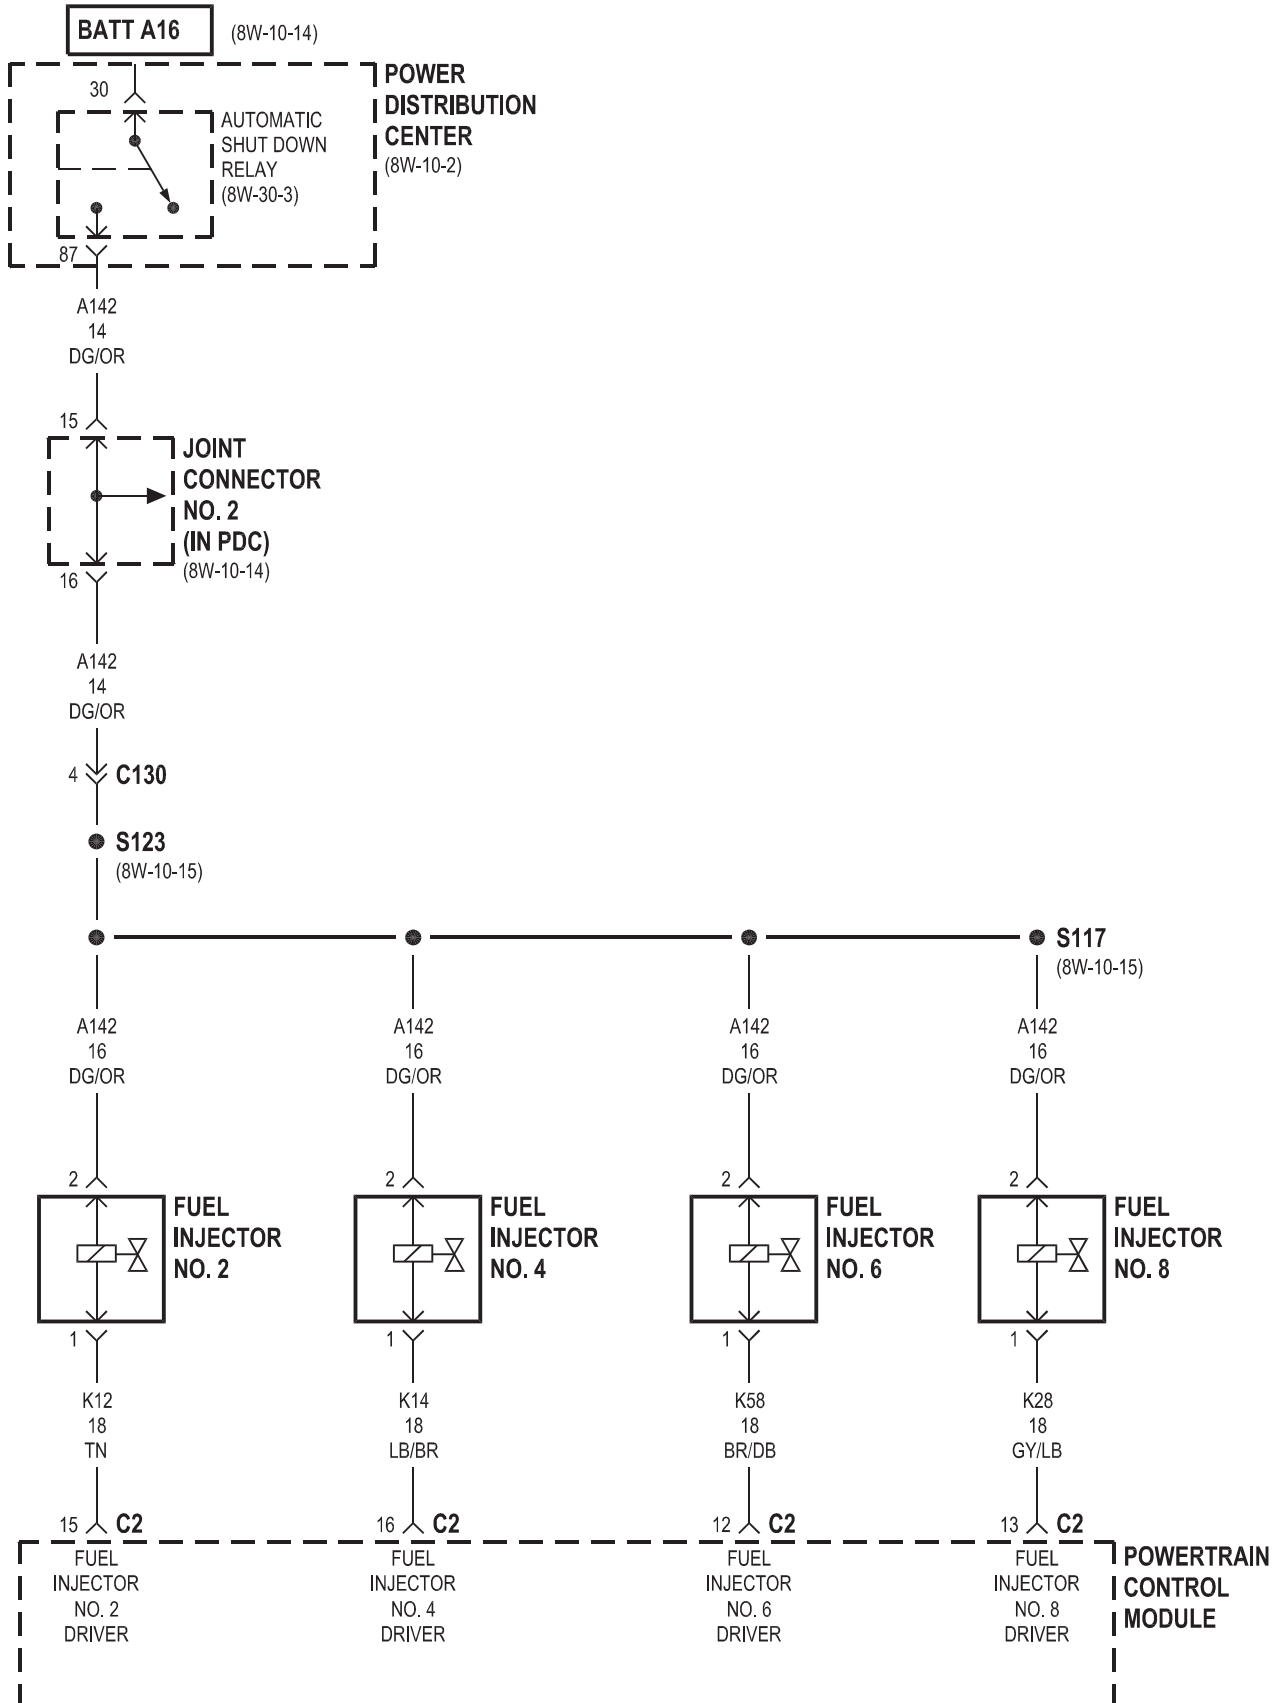 BATT A16
(8W-10-14)
30
POWER
DISTRIBUTION
CENTER
(8W-10-2)
AUTOMATIC
SHUT DOWN
RELAY
(8W-30-3)
87
A142
14
DG/OR
15
JOINT
CONNECTOR
NO. 2
(IN PDC)
(8W-10-14)
16
A142
14
DG/OR
4
C130
S123
(8W-10-15)
S117
(8W-10-15)
A142
16
DG/OR
A142
16
DG/OR
A142
16
DG/OR
A142
16
DG/OR
2
FUEL
INJECTOR
NO. 2
1
2
FUEL
INJECTOR
NO. 4
1
2
FUEL
INJECTOR
NO. 6
1
2
FUEL
INJECTOR
NO. 8
1
K12
18
TN
K14
18
LB/BR
K58
18
BR/DB
K28
18
GY/LB
15
C2
16
C2
12
C2
13
C2
FUEL
INJECTOR
NO. 2
DRIVER
FUEL
INJECTOR
NO. 4
DRIVER
FUEL
INJECTOR
NO. 6
DRIVER
FUEL
INJECTOR
NO. 8
DRIVER
POWERTRAIN
CONTROL
MODULE